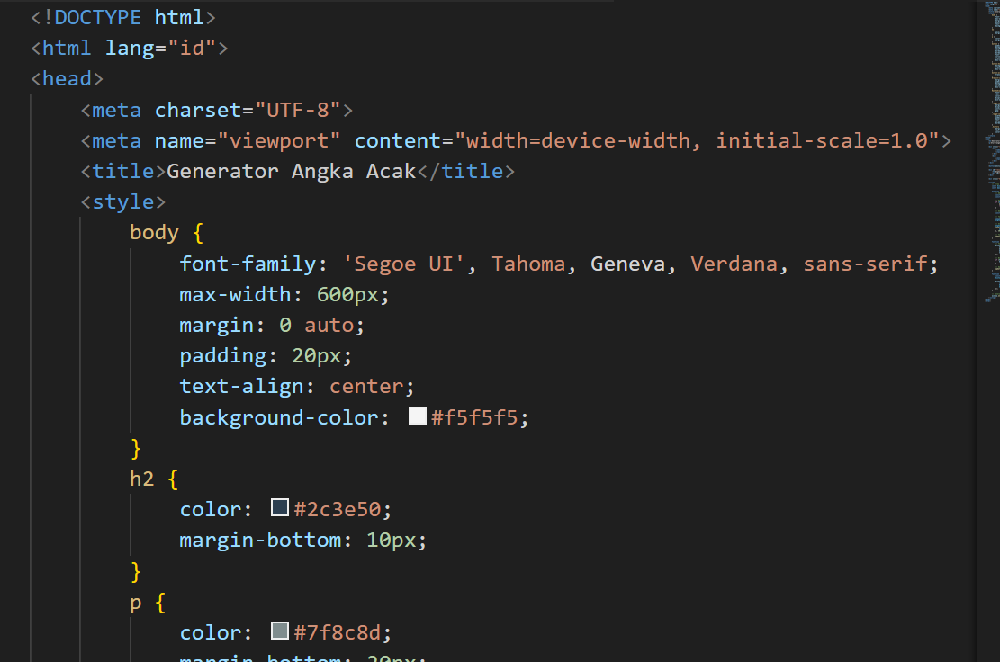 <!DOCTYPE html>
<html lang="id">
<head>
<meta charset="UTF-8">
<meta name="viewport" content="width=device-width, initial-scale=1.0">
<title>Generator Angka Acak</title>
<style>
body {
font-family: 'Segoe UI', Tahoma, Geneva, Verdana, sans-serif;
max-width: 600px;
margin: 0 auto;
padding: 20px;
text-align: center;
background-color: #f5f5f5;
}
h2 {
color: #2c3e50;
margin-bottom: 10px;
}
p {
color: #7f8c8d;
margin-bottom: 20px;